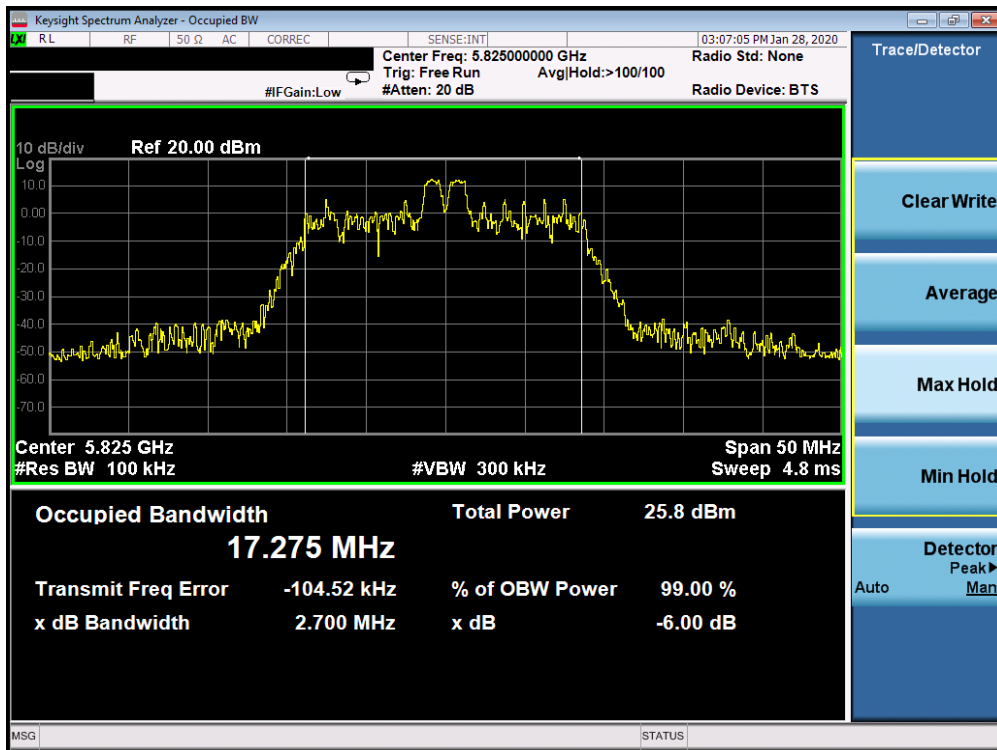 Keysight Spectrum Analyzer - Occupied BW
LXI RL RF 50 Ω AC CORREC SENSE:INT 03:07:05 PM Jan 28, 2020
Center Freq: 5.825000000 GHz Radio Std: None
Trig: Free Run Avg|Hold:>100/100
#IFGain:Low #Atten: 20 dB Radio Device: BTS
10 dB/div Ref 20.00 dBm
Log
10.0
0.00
-10.0
-20.0
-30.0
-40.0
-50.0
-60.0
-70.0
Center 5.825 GHz Span 50 MHz
#Res BW 100 kHz #VBW 300 kHz Sweep 4.8 ms
Occupied Bandwidth Total Power 25.8 dBm
17.275 MHz
Transmit Freq Error -104.52 kHz % of OBW Power 99.00 %
x dB Bandwidth 2.700 MHz x dB -6.00 dB
MSG STATUS
Trace/Detector
Clear Write
Average
Max Hold
Min Hold
Detector
Peak▶
Auto Man